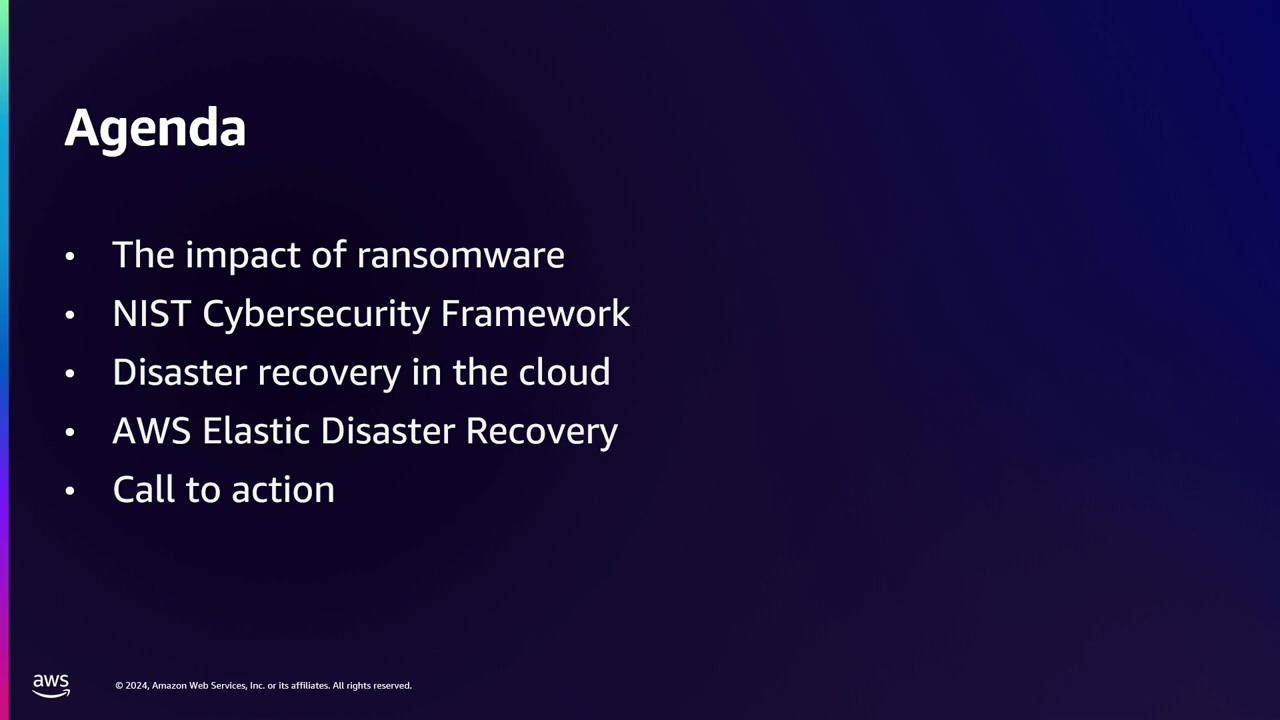 Agenda
• The impact of ransomware
• NIST Cybersecurity Framework
• Disaster recovery in the cloud
• AWS Elastic Disaster Recovery
• Call to action
aws
© 2024, Amazon Web Services, Inc. or its affiliates. All rights reserved.